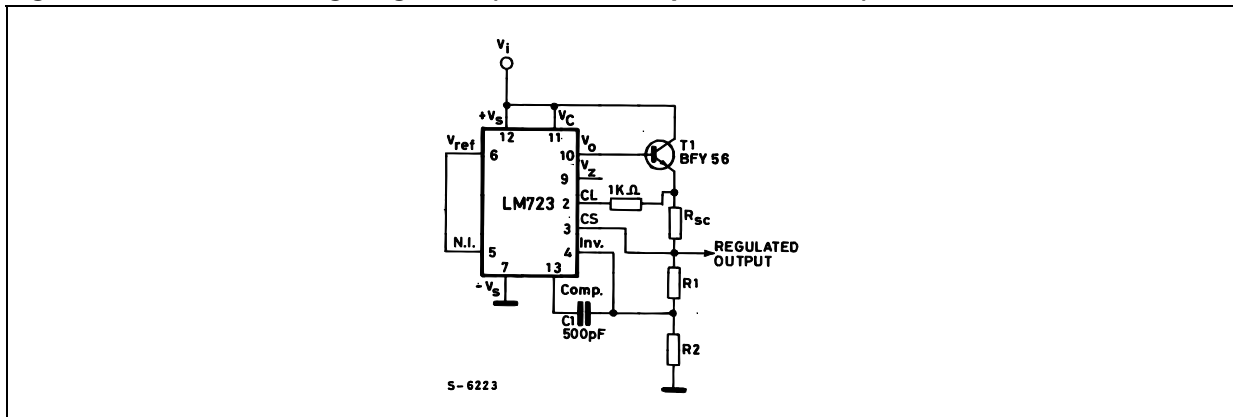 Vi
+Vs
VC
12
11
Vref
6
Vo
10
T1
BFY 56
Vz
9
LM723
2
CL
1KΩ
Rsc
CS
3
REGULATED
OUTPUT
N.I.
5
Inv.
4
7
13
-Vs
Comp.
R1
C1
500pF
R2
S-6223